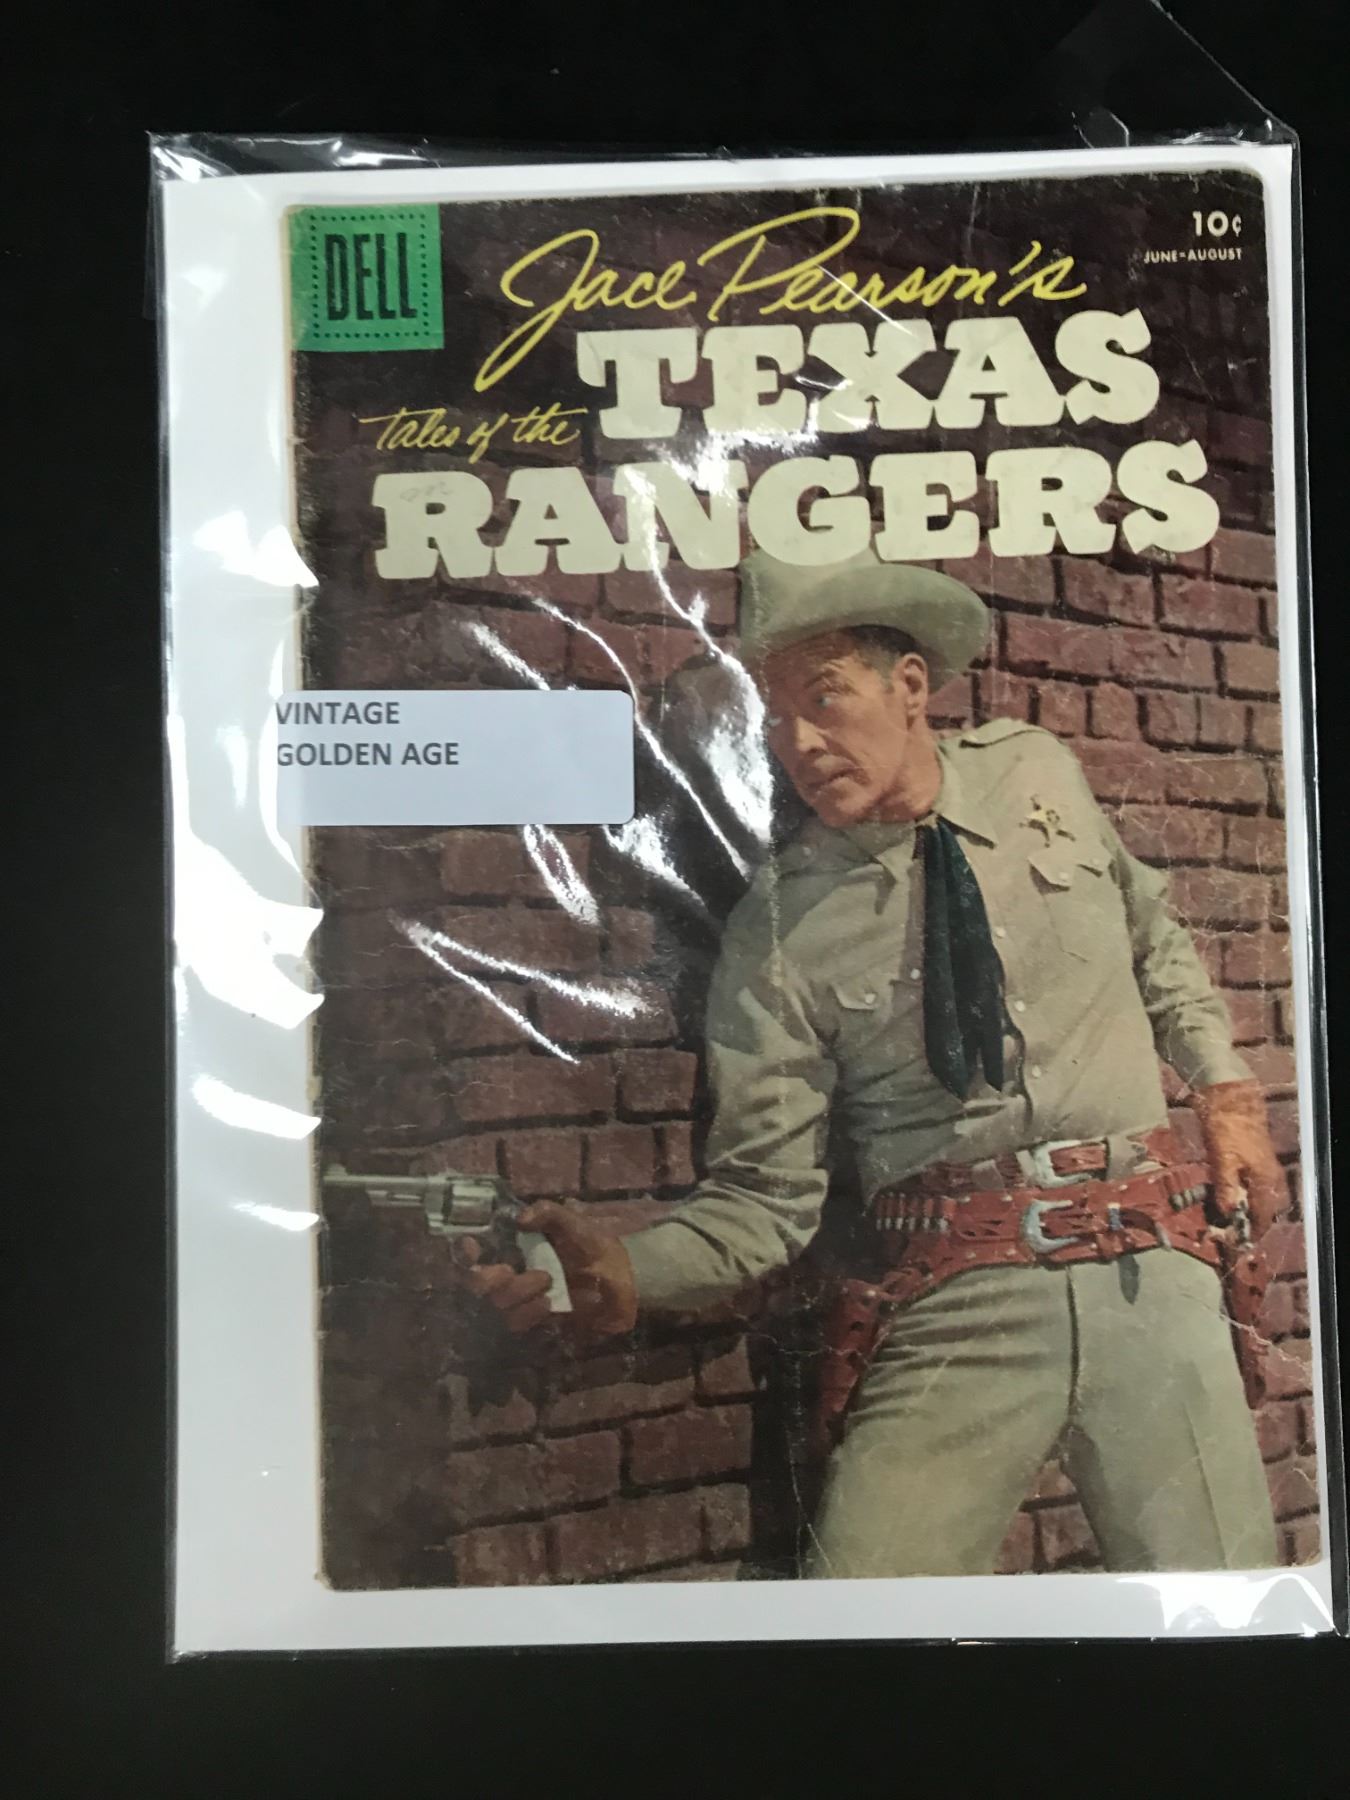 DELL
10¢
JUNE-AUGUST
Jace Pearson's
Tales of the TEXAS
RANGERS
VINTAGE
GOLDEN AGE